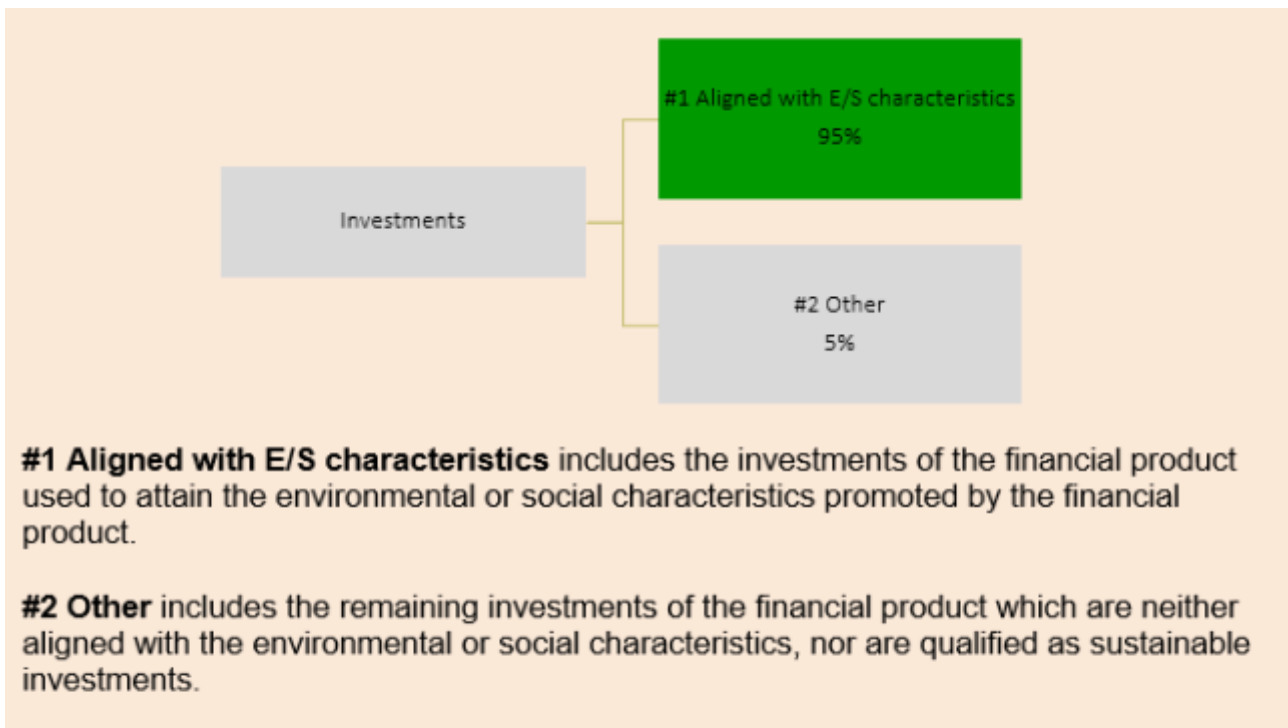 #1 Aligned with E/S characteristics
95%
Investments
#2 Other
5%
#1 Aligned with E/S characteristics includes the investments of the financial product
used to attain the environmental or social characteristics promoted by the financial
product.
#2 Other includes the remaining investments of the financial product which are neither
aligned with the environmental or social characteristics, nor are qualified as sustainable
investments.